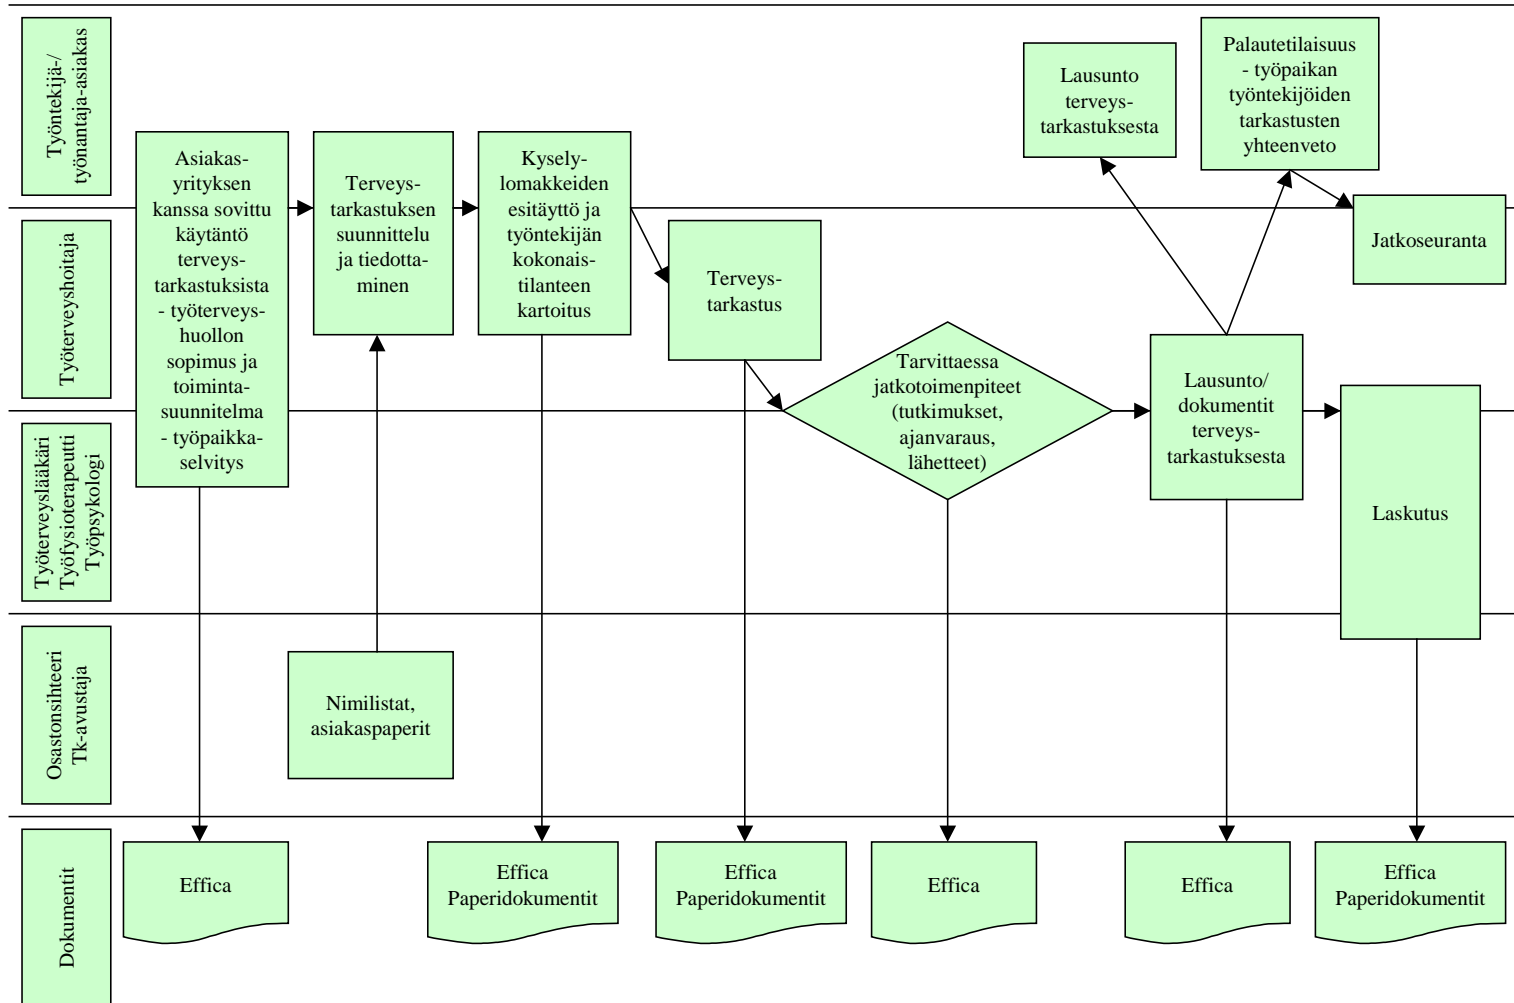 Työntekijä-/
työnantaja-asiakas
Työterveyshoitaja
Työterveyslääkäri
Työfysioterapeutti
Työpsykologi
Osastonsihteeri
Tk-avustaja
Dokumentit
Asiakas-
yrityksen
kanssa sovittu
käytäntö
terveys-
tarkastuksista
- työterveys-
huollon
sopimus ja
toiminta-
suunnitelma
- työpaikka-
selvitys
Terveys-
tarkastuksen
suunnittelu
ja tiedotta-
minen
Kysely-
lomakkeiden
esitäyttö ja
työntekijän
kokonais-
tilanteen
kartoitus
Terveys-
tarkastus
Tarvittaessa
jatkotoimenpiteet
(tutkimukset,
ajanvaraus,
lähetteet)
Lausunto/
dokumentit
terveys-
tarkastuksesta
Lausunto
terveys-
tarkastuksesta
Palautetilaisuus
- työpaikan
työntekijöiden
tarkastusten
yhteenveto
Jatkoseuranta
Laskutus
Nimilistat,
asiakaspaperit
Effica
Effica
Paperidokumentit
Effica
Paperidokumentit
Effica
Effica
Effica
Paperidokumentit